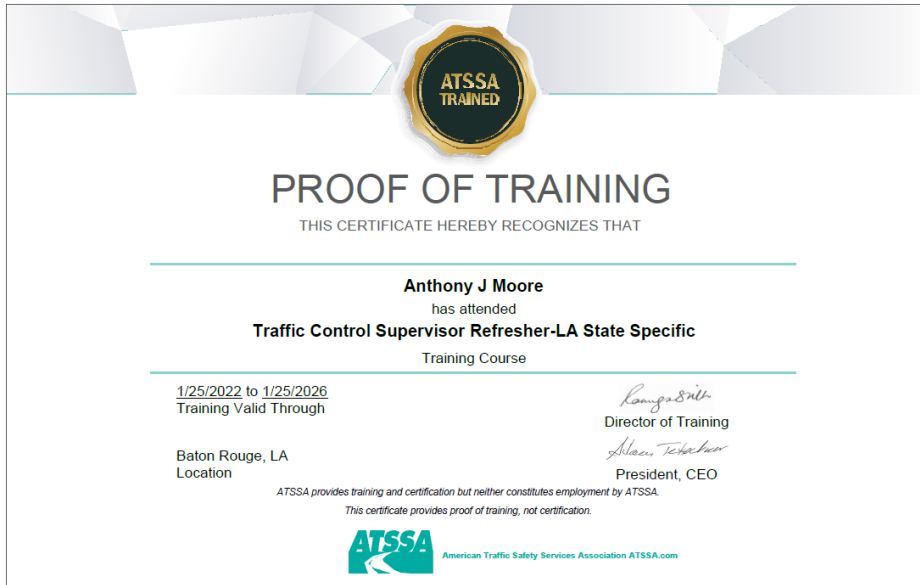 ATSSA
TRAINED
PROOF OF TRAINING
THIS CERTIFICATE HEREBY RECOGNIZES THAT
Anthony J Moore
has attended
Traffic Control Supervisor Refresher-LA State Specific
Training Course
1/25/2022 to 1/25/2026
Training Valid Through
Director of Training
Baton Rouge, LA
Location
President, CEO
ATSSA provides training and certification but neither constitutes employment by ATSSA.
This certificate provides proof of training, not certification.
ATSSA
American Traffic Safety Services Association ATSSA.com